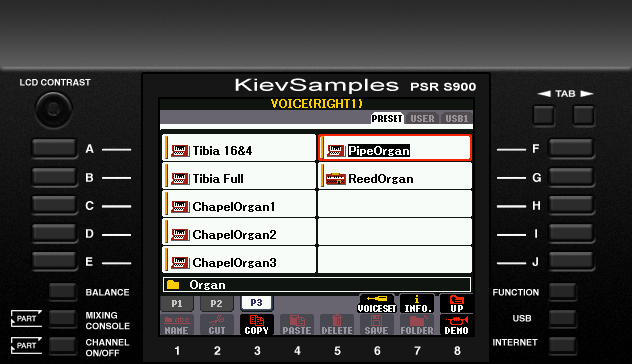 LCD CONTRAST
KievSamples PSR S900
TAB
VOICE(RIGHT1)
PRESET USER USB1
A Tibia 16&4 PipeOrgan F
B Tibia Full ReedOrgan G
C ChapelOrgan1 H
D ChapelOrgan2 I
E ChapelOrgan3 J
Organ
BALANCE P1 P2 P3 VOICESET INFO. UP FUNCTION
PART MIXING CONSOLE NAME CUT COPY PASTE DELETE SAVE FOLDER DEMO USB
PART CHANNEL ON/OFF INTERNET
1 2 3 4 5 6 7 8